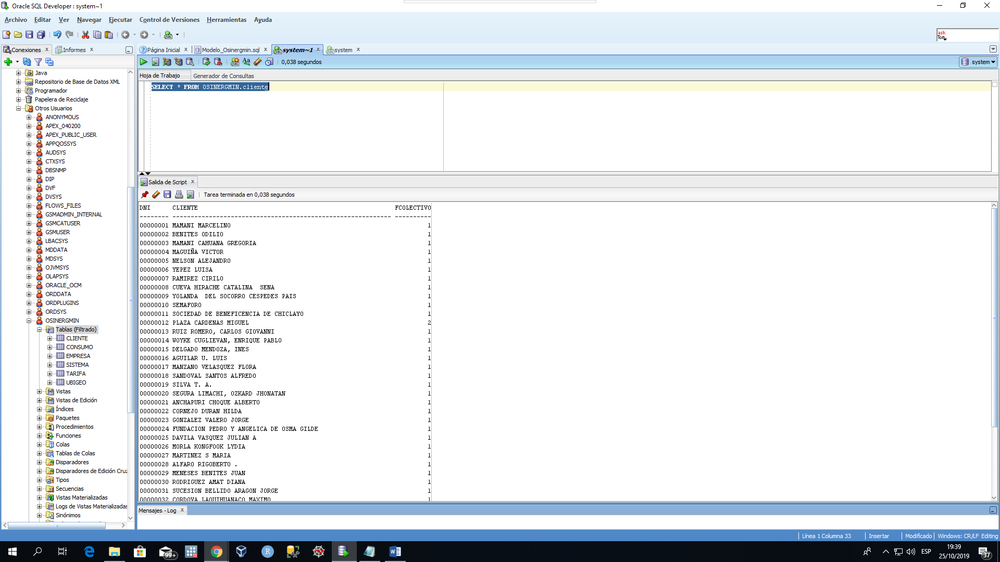 Oracle SQL Developer : system~1
Archivo Editar Ver Navegar Ejecutar Control de Versiones Herramientas Ayuda
ask
Tom
Conexiones Informes
Página Inicial Modelo_Osinergmin.sql system~1 system
0,038 segundos
system
Hoja de Trabajo Generador de Consultas
SELECT * FROM OSINERGMIN.cliente
Java
Repositorio de Base de Datos XML
Programador
Papelera de Reciclaje
Otros Usuarios
ANONYMOUS
APEX_040200
APEX_PUBLIC_USER
APPQOSSYS
AUDSYS
CTXSYS
DBSNMP
DIP
DVF
DVSYS
FLOWS_FILES
GSMADMIN_INTERNAL
GSMCATUSER
GSMUSER
LBACSYS
MDDATA
MDSYS
OJVMSYS
OLAPSYS
ORACLE_OCM
ORDDATA
ORDPLUGINS
ORDSYS
OSINERGMIN
Tablas (Filtrado)
CLIENTE
CONSUMO
EMPRESA
SISTEMA
TARIFA
UBIGEO
Vistas
Vistas de Edición
Índices
Paquetes
Procedimientos
Funciones
Colas
Tablas de Colas
Disparadores
Disparadores de Edición Cruz
Tipos
Secuencias
Vistas Materializadas
Logs de Vistas Materializadas
Sinónimos
Salida de Script
Tarea terminada en 0,038 segundos
DNI CLIENTE FCOLECTIVO
-------- ------------------------------------------------------------ ----------
00000001 MAMANI MARCELINO 1
00000002 BENITES ODILIO 1
00000003 MAMANI CAHUANA GREGORIA 1
00000004 MAGUIÑA VICTOR 1
00000005 NELSON ALEJANDRO 1
00000006 YEPEZ LUISA 1
00000007 RAMIREZ CIRILO 1
00000008 CUEVA HIRACHE CATALINA  SENA 1
00000009 YOLANDA  DEL SOCORRO CESPEDES PAIS 1
00000010 SEMAFORO 1
00000011 SOCIEDAD DE BENEFICENCIA DE CHICLAYO 1
00000012 PLAZA CARDENAS MIGUEL 2
00000013 RUIZ ROMERO, CARLOS GIOVANNI 1
00000014 WOYKE CUGLIEVAN, ENRIQUE PABLO 1
00000015 DELGADO MENDOZA, INES 1
00000016 AGUILAR U. LUIS 1
00000017 MANZANO VELASQUEZ FLORA 1
00000018 SANDOVAL SANTOS ALFREDO 1
00000019 SILVA T. A. 1
00000020 SEGURA LIMACHI, OZKARD JHONATAN 1
00000021 ANCHAPURI CHOQUE ALBERTO 1
00000022 CORNEJO DURAN HILDA 1
00000023 GONZALEZ VALERO JORGE 1
00000024 FUNDACION PEDRO Y ANGELICA DE OSMA GILDE 1
00000025 DAVILA VASQUEZ JULIAN A 1
00000026 MORLA KONGFOOK LYDIA 1
00000027 MARTINEZ S MARIA 1
00000028 ALFARO RIGOBERTO . 1
00000029 MENESES BENITES JUAN 1
00000030 RODRIGUEZ AMAT DIANA 1
00000031 SUCESION BELLIDO ARAGON JORGE 1
00000032 CORDOVA LAQUIHUANACO MAXIMO 1
Mensajes - Log
Línea 1 Columna 33 Insertar Modificado Windows: CR/LF Editing
99+
ESP
19:39
25/10/2019
37